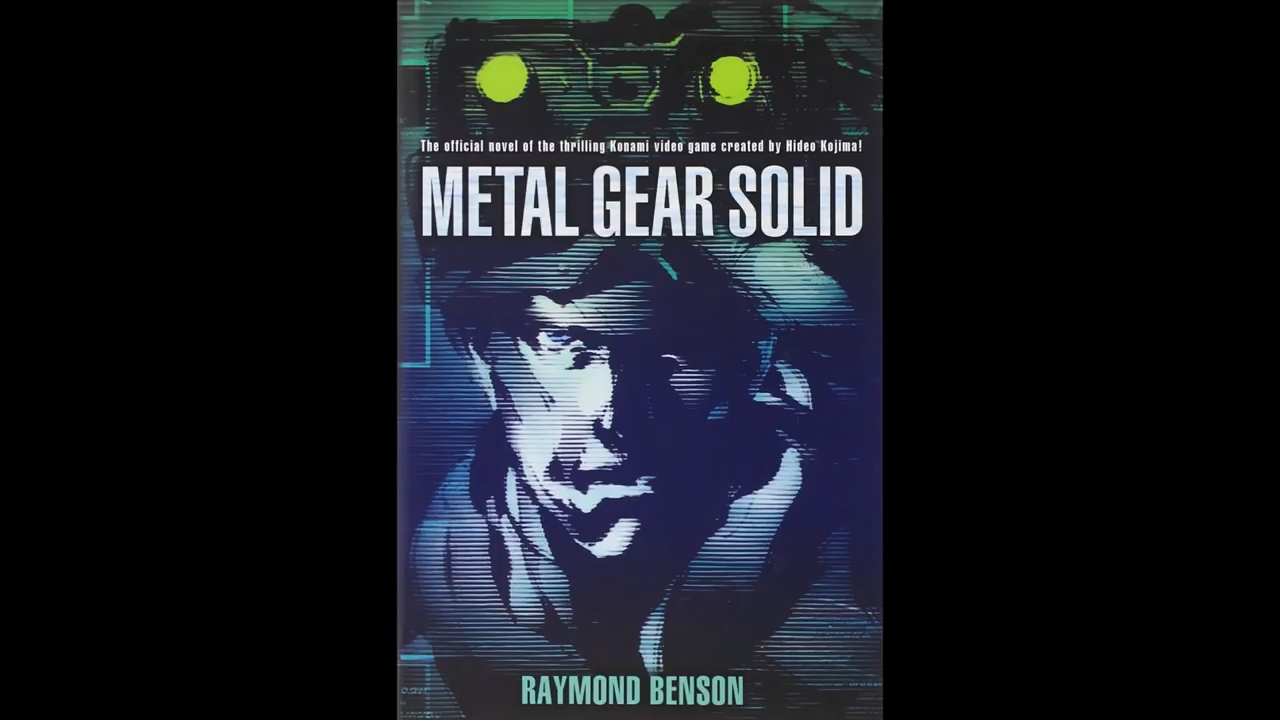 The official novel of the thrilling Konami video game created by Hideo Kojima!
METAL GEAR SOLID
RAYMOND BENSON